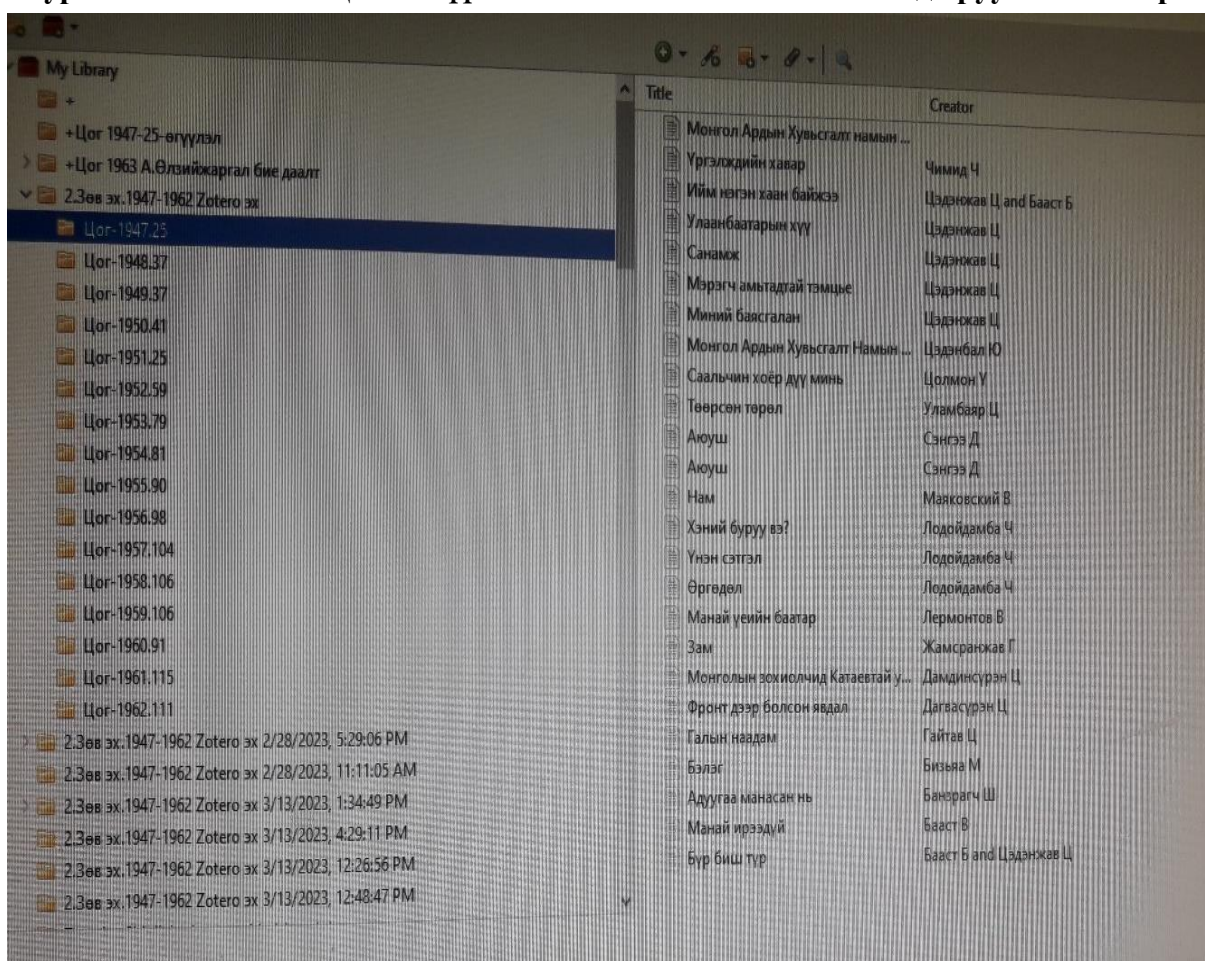 My Library
+
+Цог 1947-25-өгүүлэл
+Цог 1963 А.Өлзийжаргал бие даалт
2.Зөв эх.1947-1962 Zotero эх
Цог-1947.25
Цог-1948.37
Цог-1949.37
Цог-1950.41
Цог-1951.25
Цог-1952.59
Цог-1953.79
Цог-1954.81
Цог-1955.90
Цог-1956.98
Цог-1957.104
Цог-1958.106
Цог-1959.106
Цог-1960.91
Цог-1961.115
Цог-1962.111
2.Зөв эх.1947-1962 Zotero эх 2/28/2023, 5:29:06 PM
2.Зөв эх.1947-1962 Zotero эх 2/28/2023, 11:11:05 AM
2.Зөв эх.1947-1962 Zotero эх 3/13/2023, 1:34:49 PM
2.Зөв эх.1947-1962 Zotero эх 3/13/2023, 4:29:11 PM
2.Зөв эх.1947-1962 Zotero эх 3/13/2023, 12:26:56 PM
2.Зөв эх.1947-1962 Zotero эх 3/13/2023, 12:48:47 PM
Title Creator
Монгол Ардын Хувьсгалт намын ...
Үргэлждийн хавар Чимид Ч
Ийм нэгэн хаан байжээ Цэдэнжав Ц and Бааст Б
Улаанбаатарын хүү Цэдэнжав Ц
Санамж Цэдэнжав Ц
Мэрэгч амьтадтай тэмцье Цэдэнжав Ц
Миний баясгалан Цэдэнжав Ц
Монгол Ардын Хувьсгалт Намын ... Цэдэнбал Ю
Саальчин хоёр дүү минь Цолмон У
Төөрсөн төрөл Уламбаяр Ц
Аюуш Сэнгээ Д
Аюуш Сэнгээ Д
Нам Маяковский В
Хэний буруу вэ? Лодойдамба Ч
Үнэн сэтгэл Лодойдамба Ч
Өргөдөл Лодойдамба Ч
Манай үеийн баатар Лермонтов В
Зам Жамсранжав Г
Монголын зохиолчид Катаевтай у... Дамдинсүрэн Ц
Фронт дээр болсон явдал Дагвасүрэн Ц
Галын наадам Гайтав Ц
Бэлэг Бизьяа М
Адуугаа манасан нь Банзрагч Ш
Манай ирээдүй Бааст В
Бүр биш түр Бааст Б and Цэдэнжав Ц